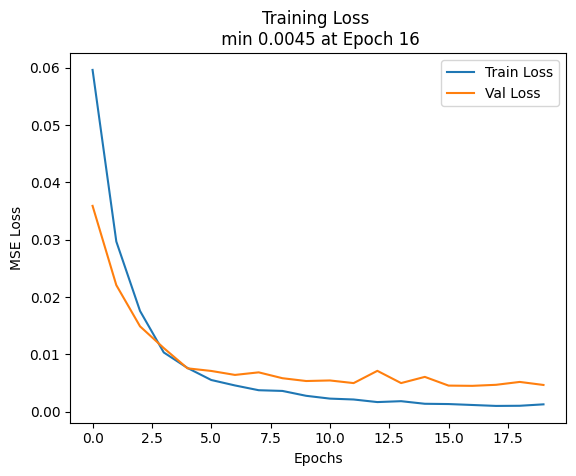 Training Loss
min 0.0045 at Epoch 16
Train Loss
Val Loss
MSE Loss
0.06
0.05
0.04
0.03
0.02
0.01
0.00
0.0 2.5 5.0 7.5 10.0 12.5 15.0 17.5
Epochs